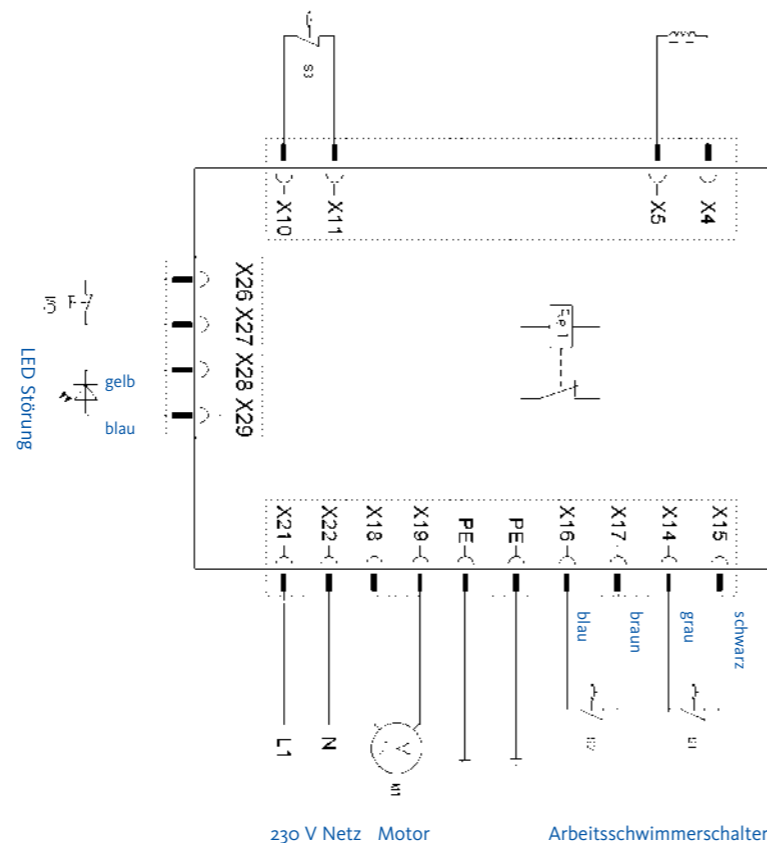 S3
X10
X11
X5
X4
X26
X27
X28
X29
gelb
blau
LED Störung
X21
X22
X18
X19
PE
PE
X16
X17
X14
X15
blau
braun
grau
schwarz
L1
N
M1
230 V Netz
Motor
Arbeitsschwimmerschalter